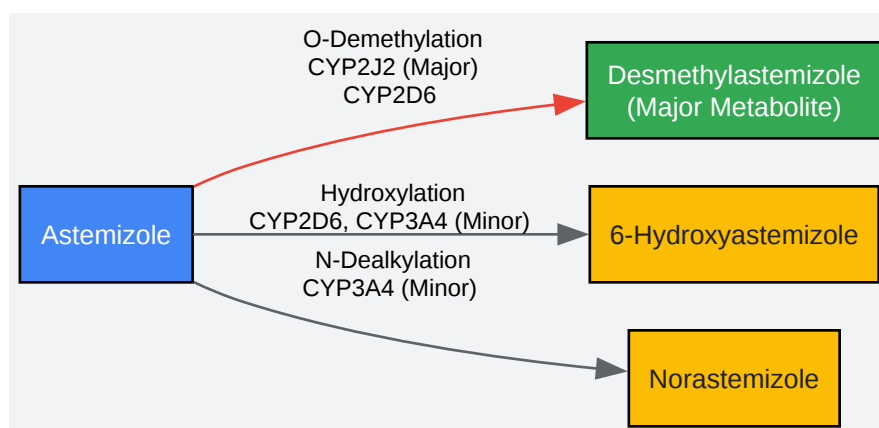 O-Demethylation
CYP2J2 (Major)
CYP2D6
Desmethylastemizole
(Major Metabolite)
Astemizole
Hydroxylation
CYP2D6, CYP3A4 (Minor)
6-Hydroxyastemizole
N-Dealkylation
CYP3A4 (Minor)
Norastemizole